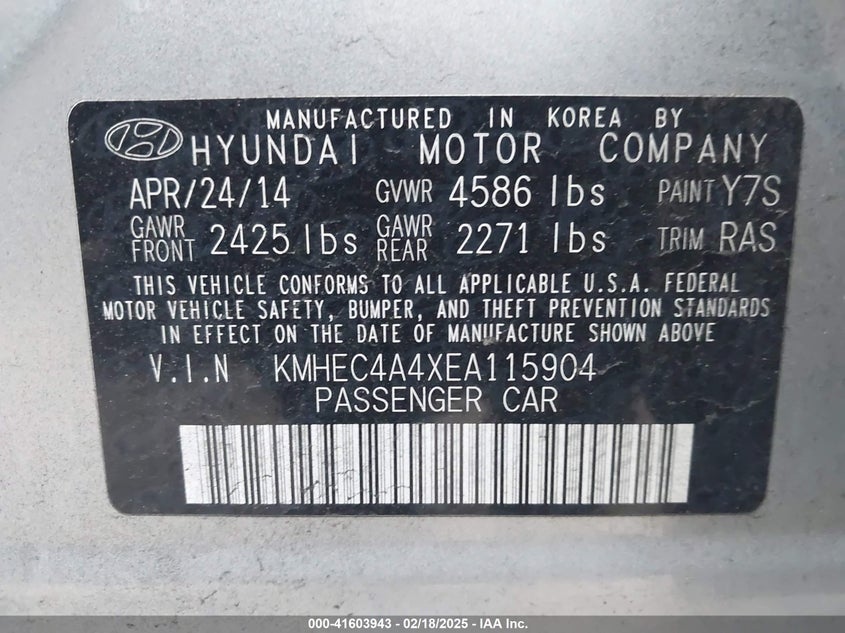 MANUFACTURED IN KOREA BY
HYUNDAI MOTOR COMPANY
APR/24/14 GVWR 4586 lbs PAINT Y7S
GAWR FRONT 2425 lbs GAWR REAR 2271 lbs TRIM RAS
THIS VEHICLE CONFORMS TO ALL APPLICABLE U.S.A. FEDERAL
MOTOR VEHICLE SAFETY, BUMPER, AND THEFT PREVENTION STANDARDS
IN EFFECT ON THE DATE OF MANUFACTURE SHOWN ABOVE
V.I.N KMHEC4A4XEA115904
PASSENGER CAR
000-41603943 - 02/18/2025 - IAA Inc.